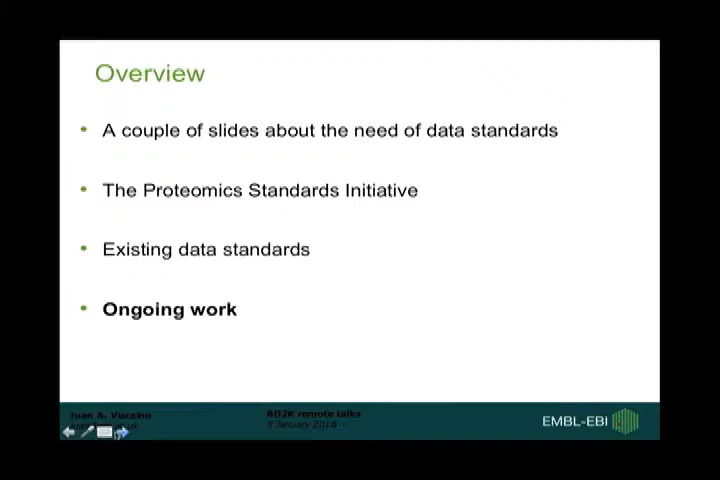 Overview
• A couple of slides about the need of data standards
• The Proteomics Standards Initiative
• Existing data standards
• Ongoing work
Juan A. Vizcaíno
BD2K remote talks
8 January 2016
EMBL-EBI